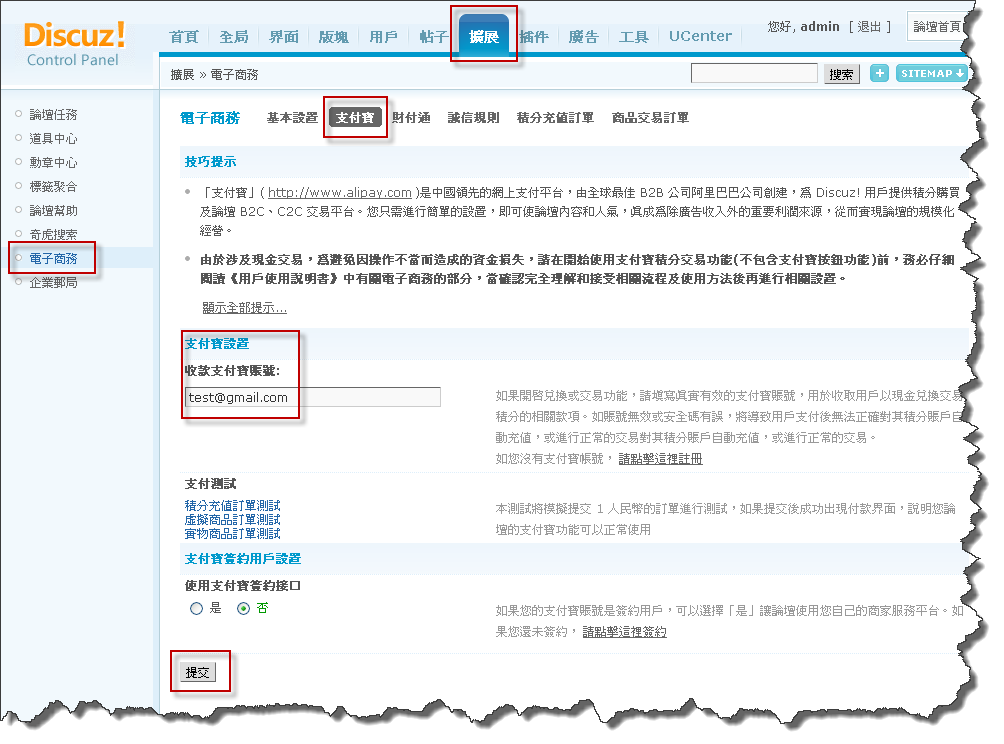 Discuz!
Control Panel
首頁 全局 界面 版塊 用戶 帖子 擴展 插件 廣告 工具 UCenter
您好, admin [ 退出 ] 論壇首頁
擴展 » 電子商務
搜索 + SITEMAP
論壇任務
道具中心
勳章中心
標籤聚合
論壇幫助
奇虎搜索
電子商務
企業郵局
電子商務 基本設置 支付寶 財付通 誠信規則 積分充值訂單 商品交易訂單
技巧提示
「支付寶」( http://www.alipay.com )是中國領先的網上支付平台，由全球最佳 B2B 公司阿里巴巴公司創建，為 Discuz! 用戶提供積分購買
及論壇 B2C、C2C 交易平台。您只需進行簡單的設置，即可使論壇內容和人氣，真成為除廣告收入外的重要利潤來源，從而實現論壇的規模化
經營。
由於涉及現金交易，為避免因操作不當而造成的資金損失，請在開始使用支付寶積分交易功能(不包含支付寶按鈕功能)前，務必仔細
閱讀《用戶使用說明書》中有關電子商務的部分，當確認完全理解和接受相關流程及使用方法後再進行相關設置。
顯示全部提示...
支付寶設置
收款支付寶賬號:
test@gmail.com
如果開啓兌換或交易功能，請填寫真實有效的支付寶賬號，用於收取用戶以現金兌換交易
積分的相關款項。如賬號無效或安全碼有誤，將導致用戶支付後無法正確對其積分賬戶自
動充值，或進行正常的交易對其積分賬戶自動充值，或進行正常的交易。
如您沒有支付寶帳號， 請點擊這裡註冊
支付測試
積分充值訂單測試
虛擬商品訂單測試
實物商品訂單測試
本測試將模擬提交 1 人民幣的訂單進行測試，如果提交後成功出現付款界面，說明您論
壇的支付寶功能可以正常使用
支付寶簽約用戶設置
使用支付寶簽約接口
是 否
如果您的支付寶賬號是簽約用戶，可以選擇「是」讓論壇使用您自己的商家服務平台。如
果您還未簽約， 請點擊這裡簽約
提交